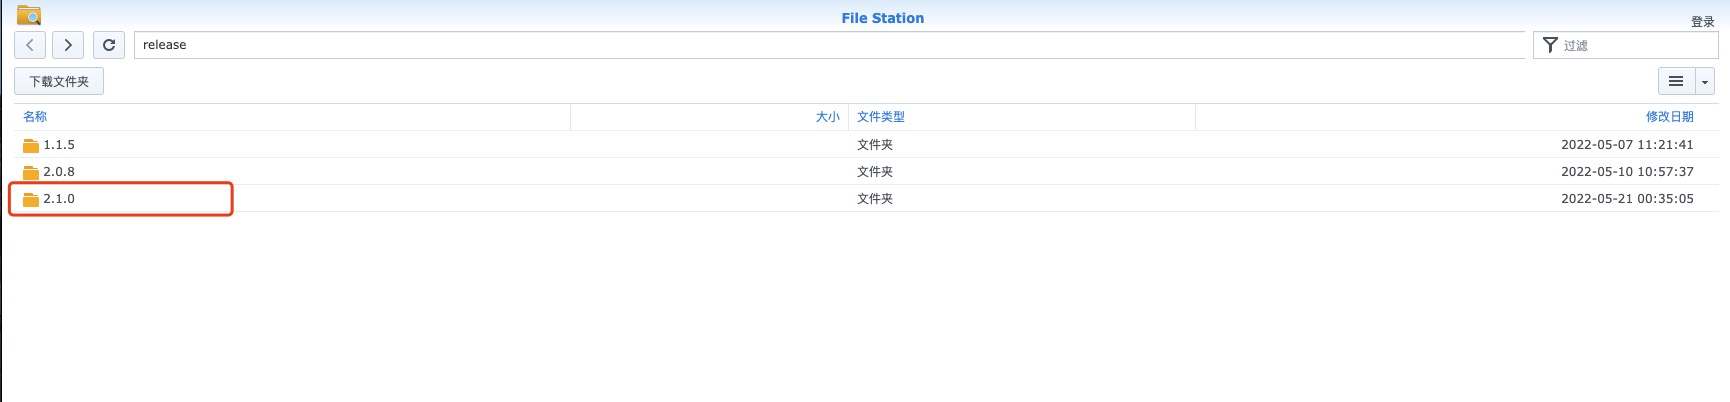 File Station
登录
release
过滤
下载文件夹
名称 大小 文件类型 修改日期
1.1.5 文件夹 2022-05-07 11:21:41
2.0.8 文件夹 2022-05-10 10:57:37
2.1.0 文件夹 2022-05-21 00:35:05